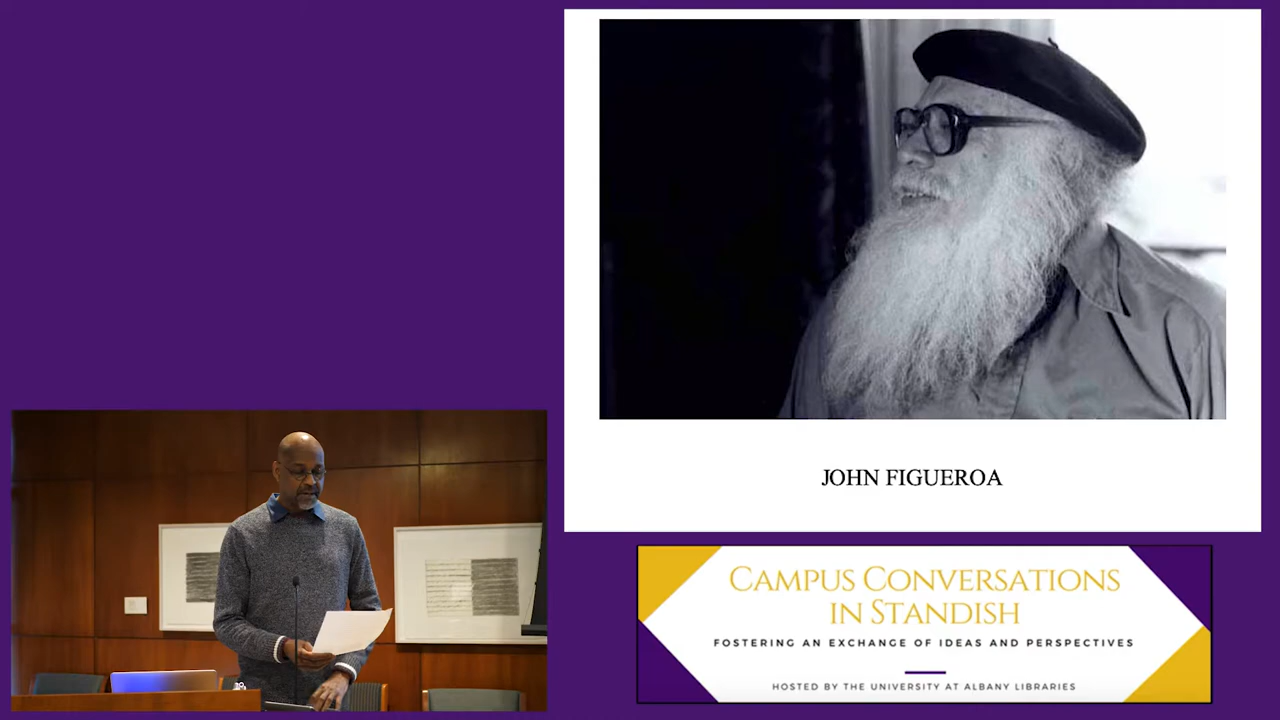 JOHN FIGUEROA
CAMPUS CONVERSATIONS
IN STANDISH
FOSTERING AN EXCHANGE OF IDEAS AND PERSPECTIVES
HOSTED BY THE UNIVERSITY AT ALBANY LIBRARIES